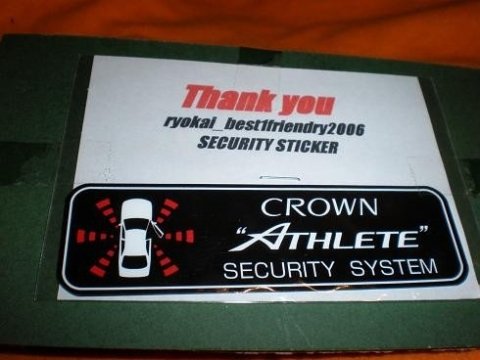 Thank you
ryokai_best1friendry2006
SECURITY STICKER
CROWN
"ATHLETE"
SECURITY SYSTEM